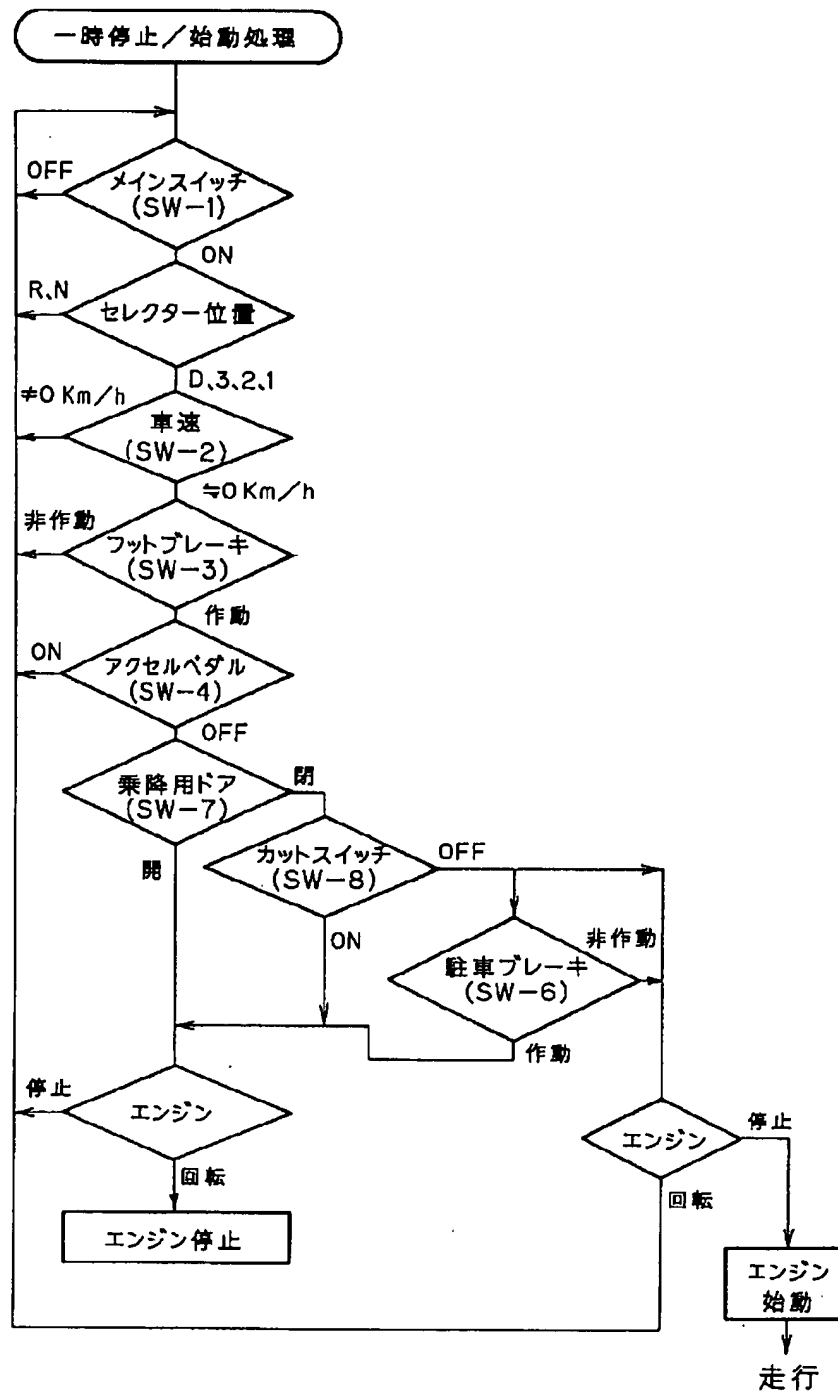 一時停止／始動処理
OFF
メインスイッチ
(SW−1)
ON
R、N
セレクター位置
D、3、2、1
≠0 Km/h
車速
(SW−2)
≒0 Km/h
非作動
フットブレーキ
(SW−3)
作動
ON
アクセルペダル
(SW−4)
OFF
乗降用ドア
(SW−7)
閉
開
カットスイッチ
(SW−8)
OFF
ON
非作動
駐車ブレーキ
(SW−6)
作動
停止
エンジン
回転
エンジン停止
エンジン
停止
回転
エンジン
始動
走行